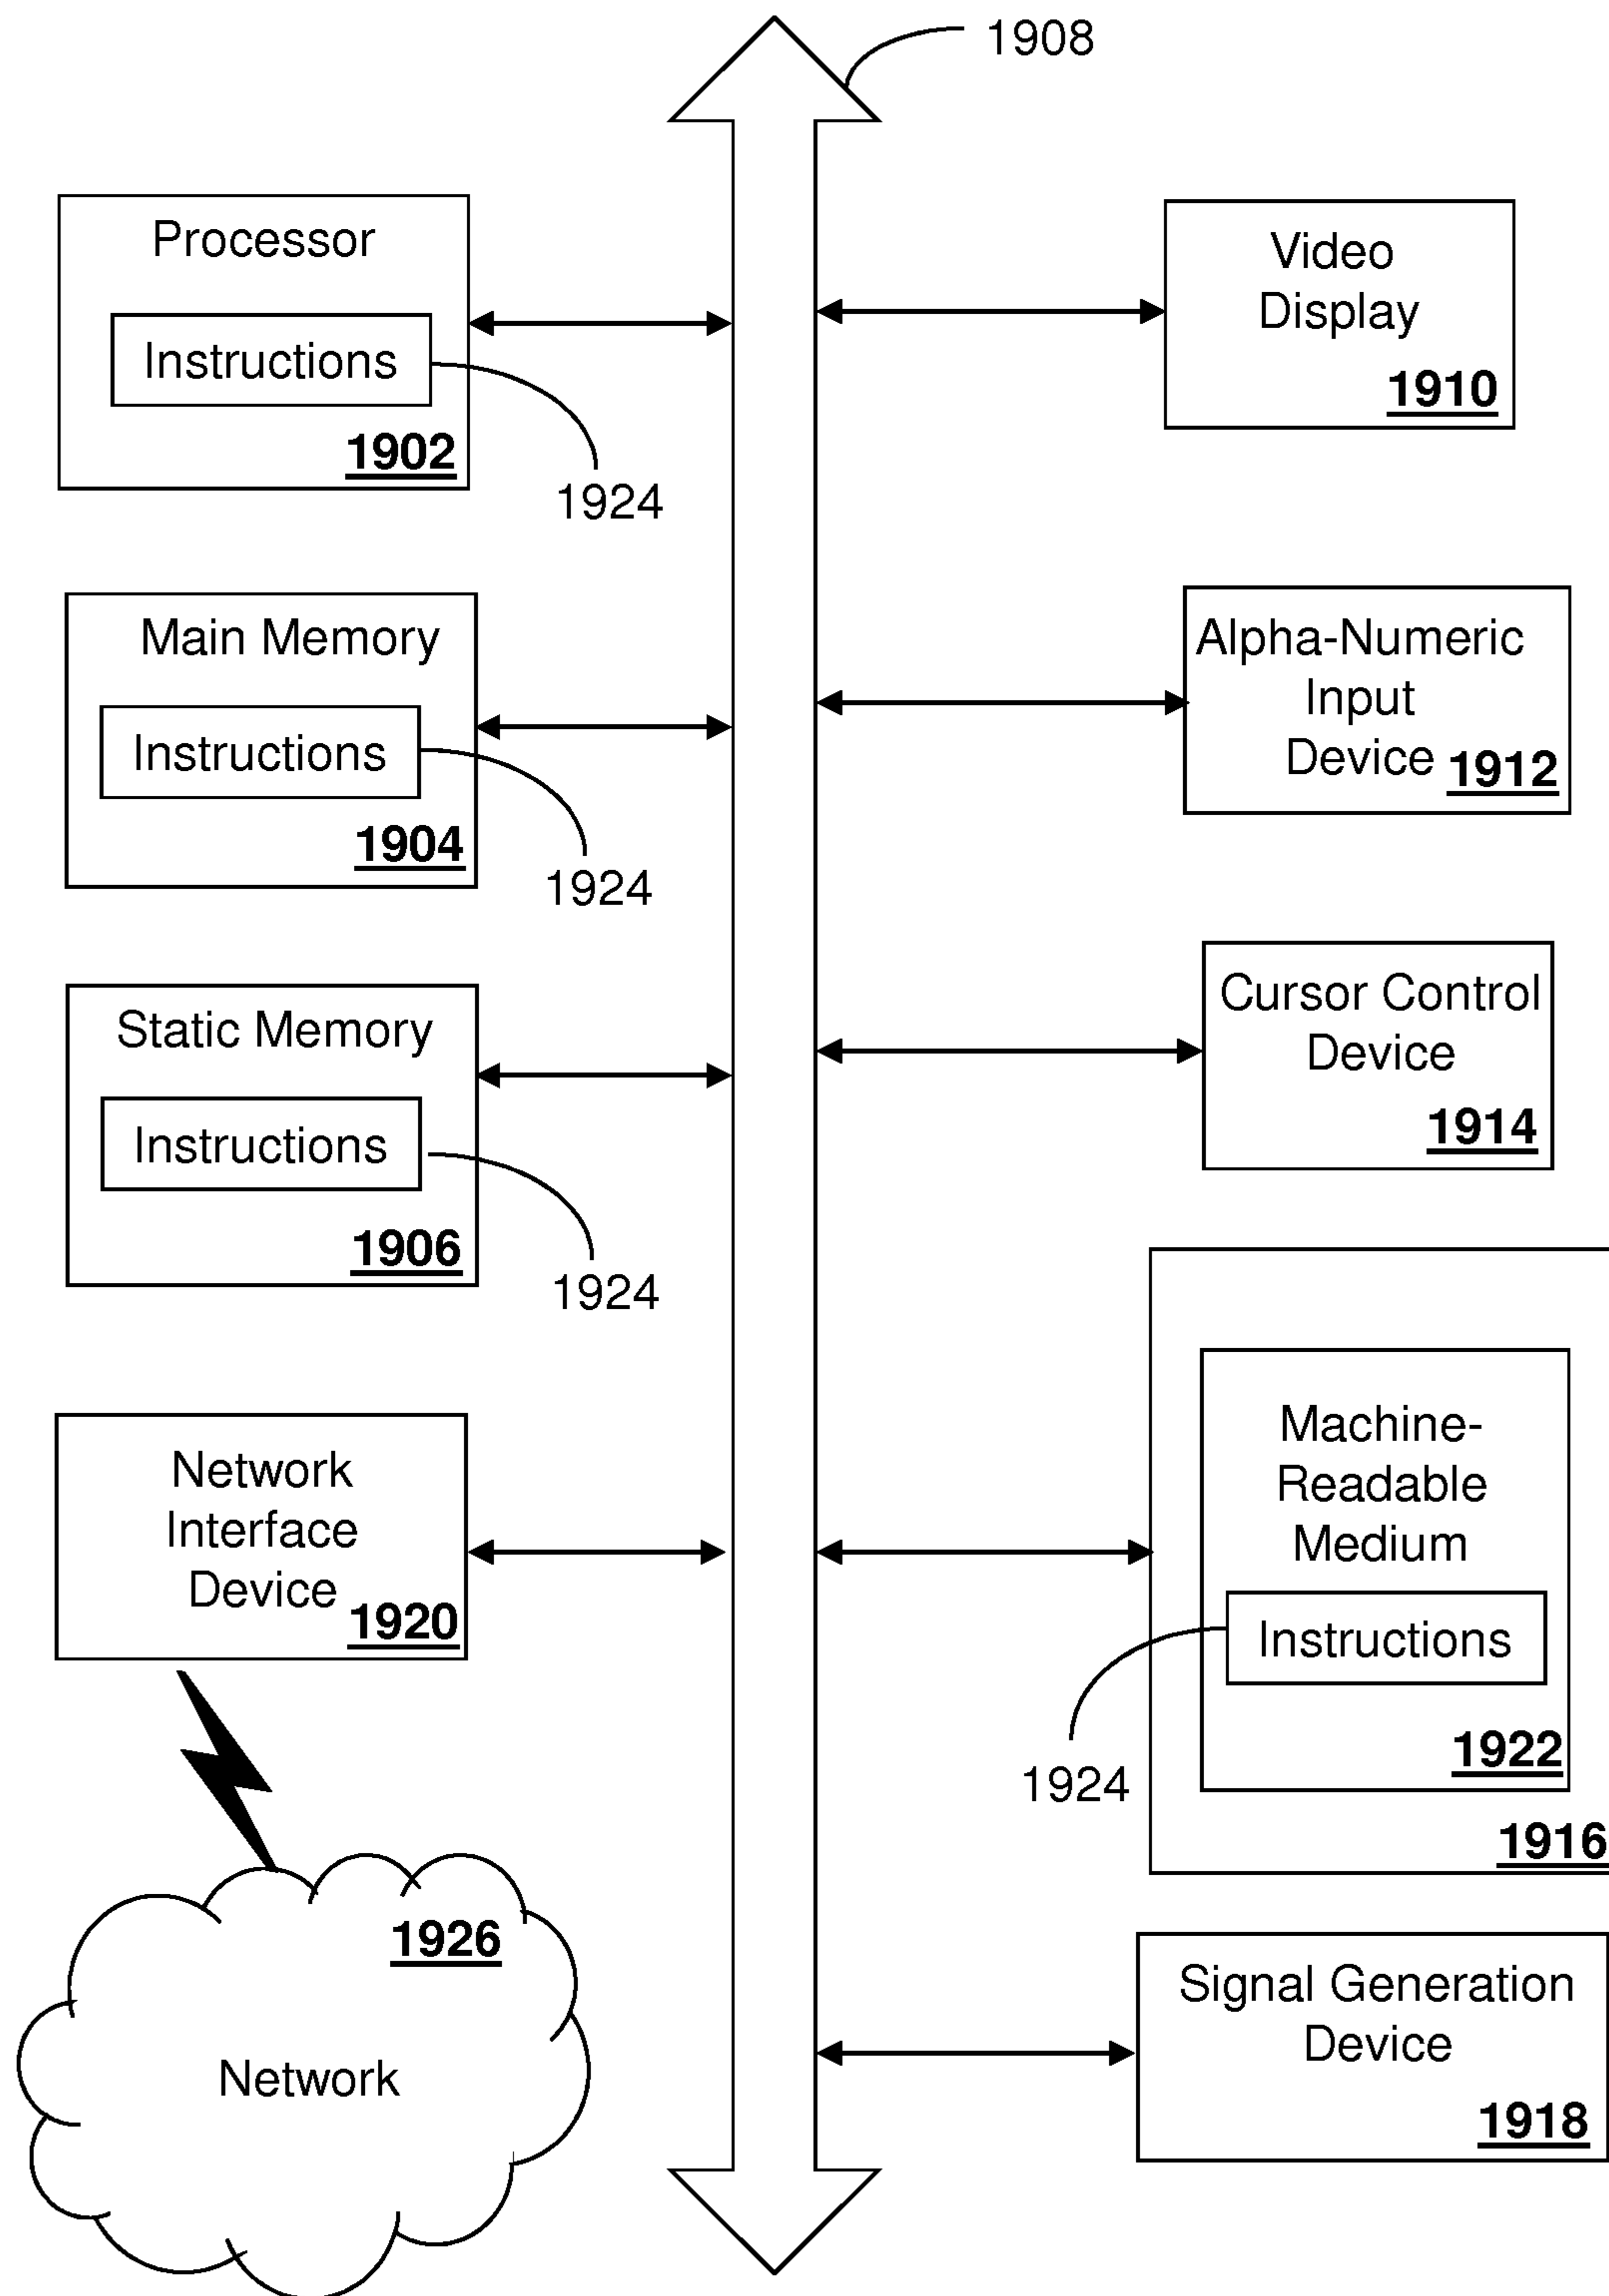 1908
Processor
Instructions
1902
1924
Main Memory
Instructions
1904
1924
Static Memory
Instructions
1906
1924
Network
Interface
Device
1920
1926
Network
Video
Display
1910
Alpha-Numeric
Input
Device 1912
Cursor Control
Device
1914
Machine-
Readable
Medium
Instructions
1922
1924
1916
Signal Generation
Device
1918